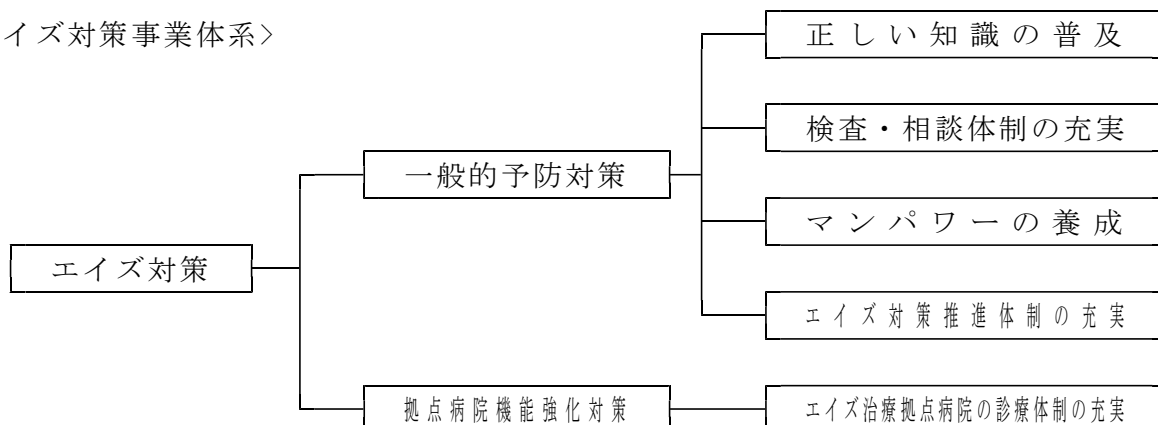 イズ対策事業体系>
正しい知識の普及
検査・相談体制の充実
一般的予防対策
マンパワーの養成
エイズ対策
エイズ対策推進体制の充実
拠点病院機能強化対策
エイズ治療拠点病院の診療体制の充実